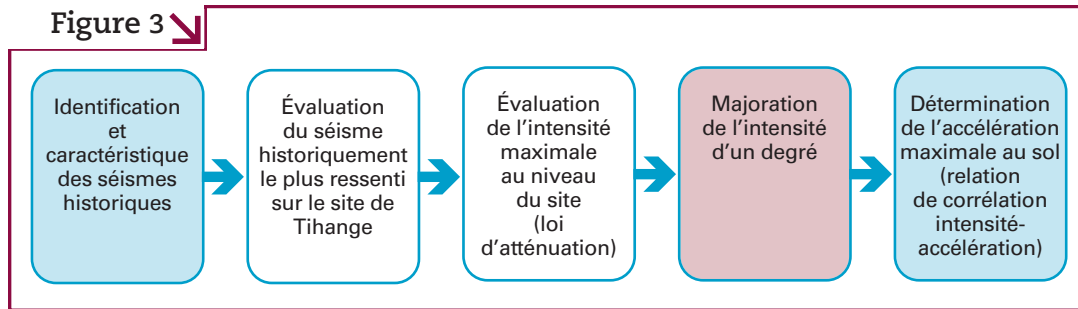 Figure 3
Identification
et
caractéristique
des séismes
historiques
Évaluation
du séisme
historiquement
le plus ressenti
sur le site de
Tihange
Évaluation
de l'intensité
maximale
au niveau
du site
(loi
d'atténuation)
Majoration
de l'intensité
d'un degré
Détermination
de l'accélération
maximale au sol
(relation
de corrélation
intensité-
accélération)